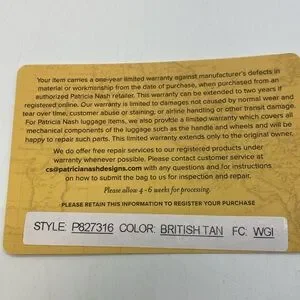 Your item carries a one-year limited warranty against manufacturer's defects in
material or workmanship from the date of purchase, when purchased from an
authorized Patricia Nash retailer. This warranty can be extended to two years if
registered online. Our warranty is limited to damages not caused by normal wear and
tear over time, customer abuse or staining, or airline handling or other transit damage.
For Patricia Nash luggage items, we also provide a limited warranty which covers all
mechanical components of the luggage such as the handle and wheels and will be
happy to repair such parts. This limited warranty extends only to the original owner.
We do offer free repair services to our registered products under
warranty whenever possible. Please contact customer service at
cs@patricianashdesigns.com with any questions and for instructions
on how to submit the bag to us for inspection and repair.
Please allow 4-6 weeks for processing.
PLEASE RETAIN THIS INFORMATION TO REGISTER YOUR PURCHASE
STYLE: P827316 COLOR: BRITISH TAN FC: WGI